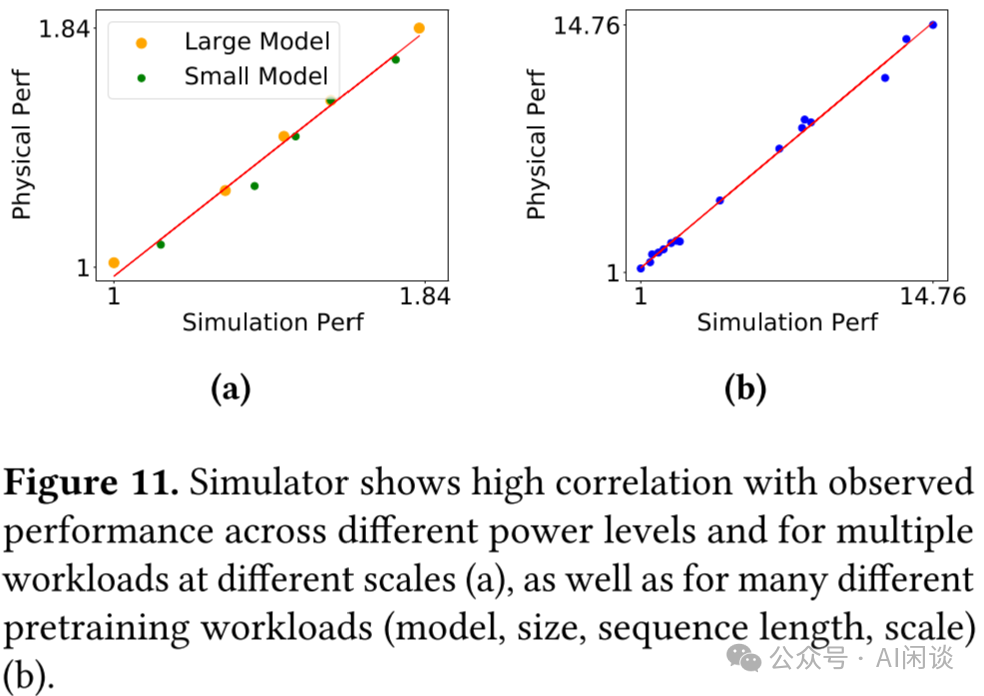 1.84
Large Model
Small Model
Physical Perf
1
1
1.84
Simulation Perf
(a)
14.76
Physical Perf
1
1
14.76
Simulation Perf
(b)
Figure 11. Simulator shows high correlation with observed
performance across different power levels and for multiple
workloads at different scales (a), as well as for many different
pretraining workloads (model, size, sequence length, scale)
(b).
公众号 · AI闲谈